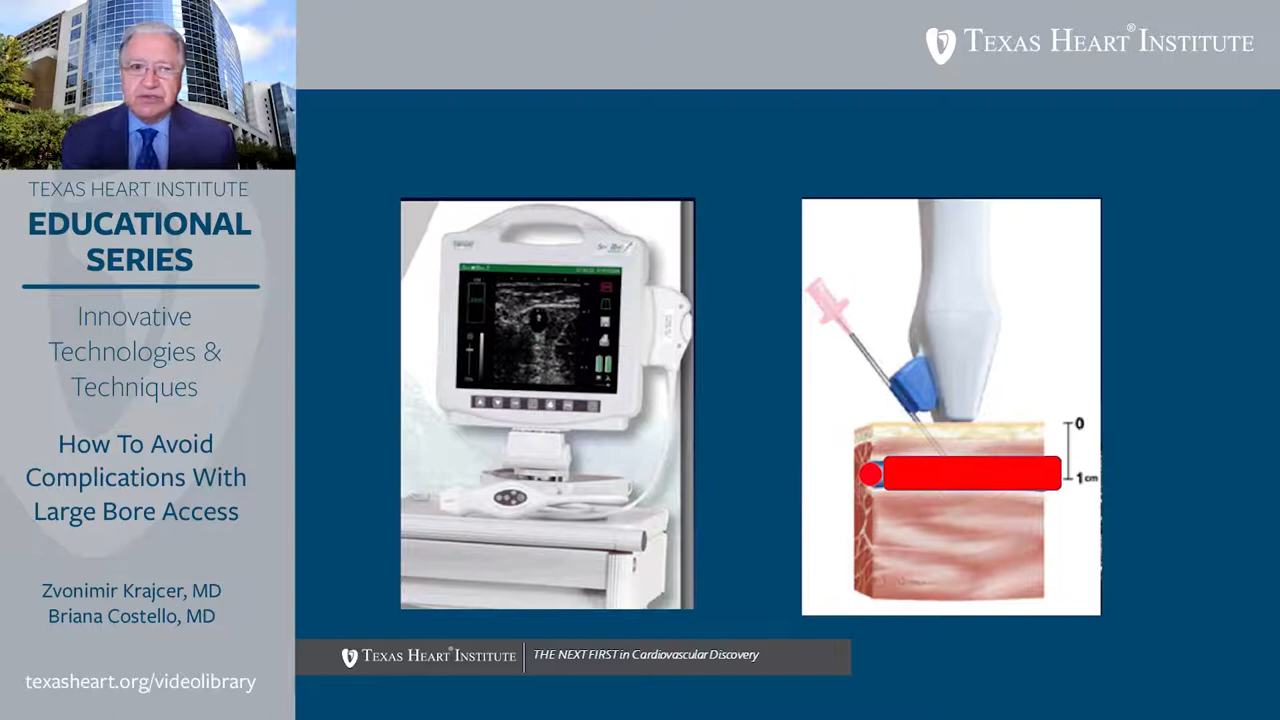 TEXAS HEART® INSTITUTE
TEXAS HEART INSTITUTE
EDUCATIONAL
SERIES
Innovative
Technologies &
Techniques
How To Avoid
Complications With
Large Bore Access
Zvonimir Krajcer, MD
Briana Costello, MD
texasheart.org/videolibrary
0
1 cm
TEXAS HEART® INSTITUTE
THE NEXT FIRST in Cardiovascular Discovery